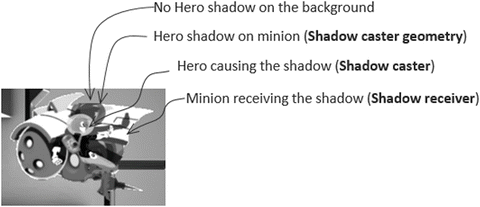 No Hero shadow on the background
Hero shadow on minion (Shadow caster geometry)
Hero causing the shadow (Shadow caster)
Minion receiving the shadow (Shadow receiver)